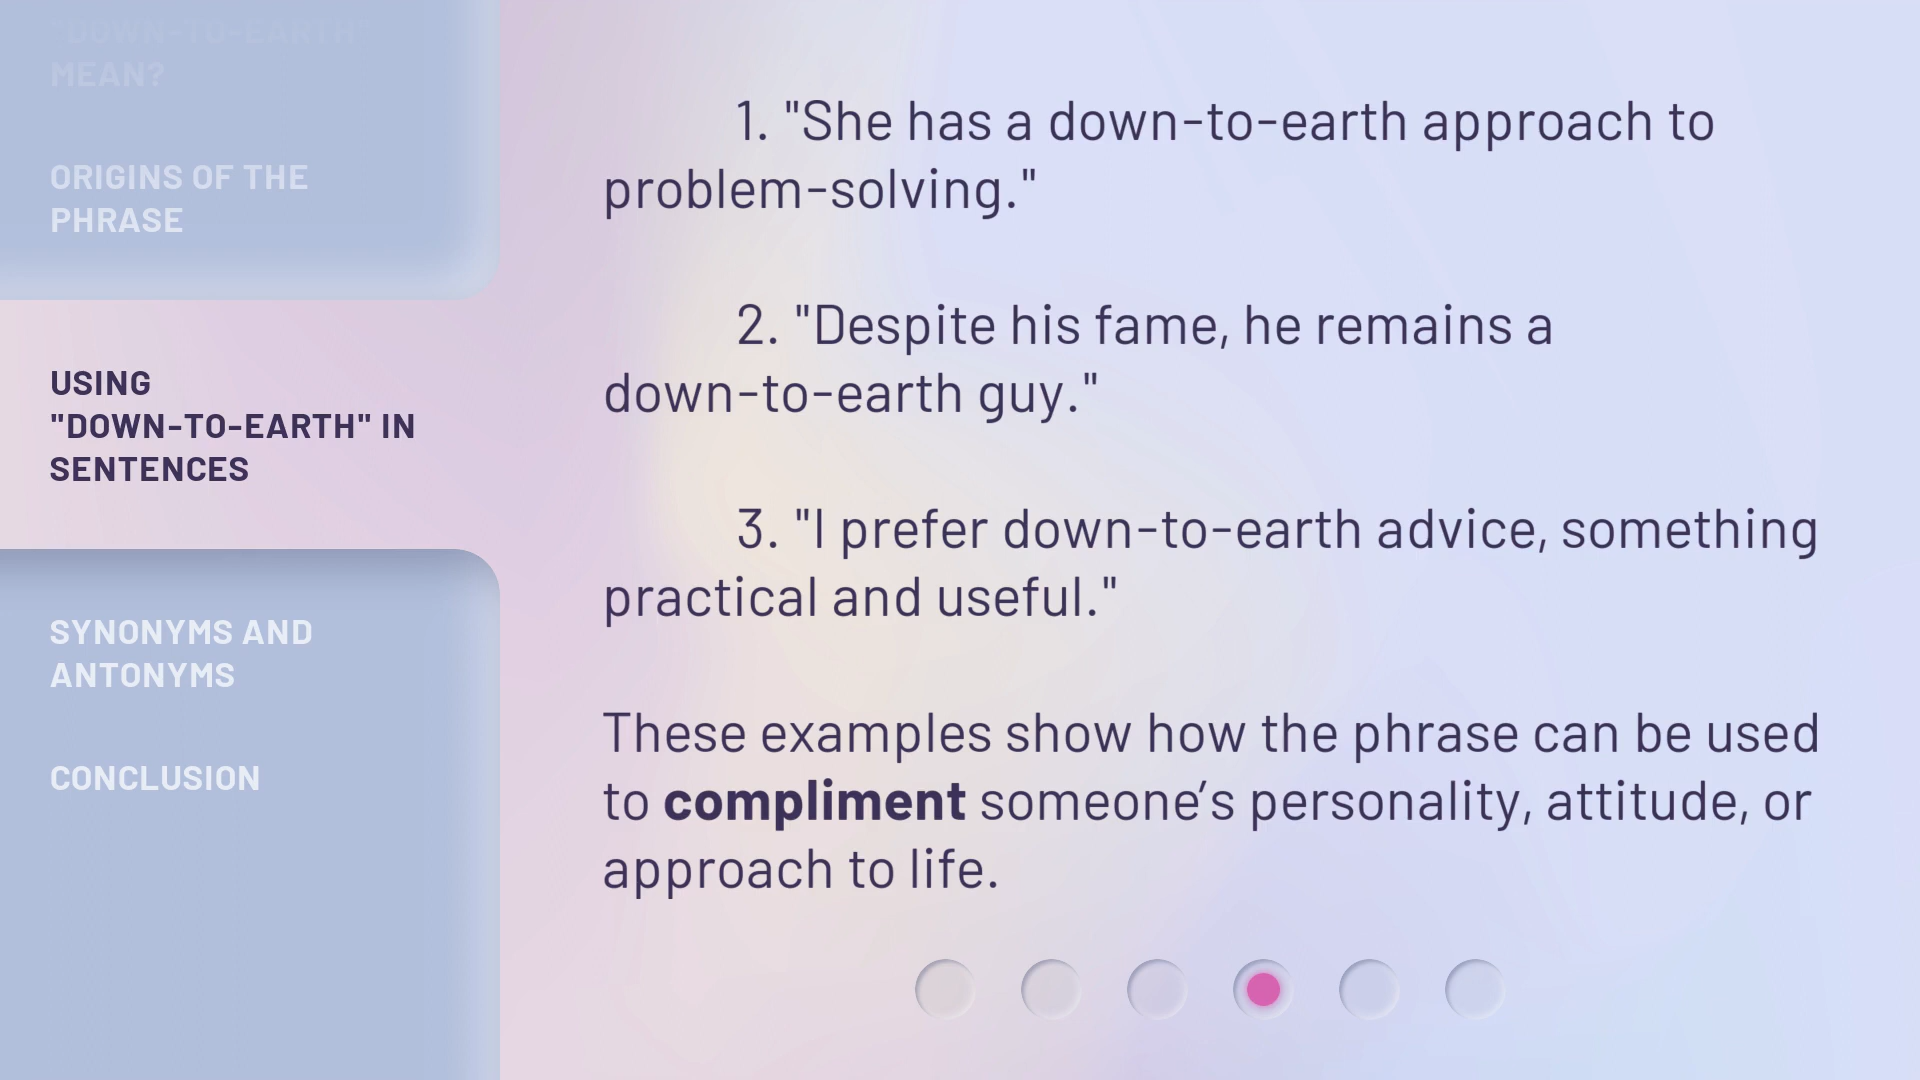 "DOWN-TO-EARTH"
MEAN?
ORIGINS OF THE
PHRASE
USING
"DOWN-TO-EARTH" IN
SENTENCES
SYNONYMS AND
ANTONYMS
CONCLUSION
1. "She has a down-to-earth approach to
problem-solving."
2. "Despite his fame, he remains a
down-to-earth guy."
3. "I prefer down-to-earth advice, something
practical and useful."
These examples show how the phrase can be used
to compliment someone’s personality, attitude, or
approach to life.